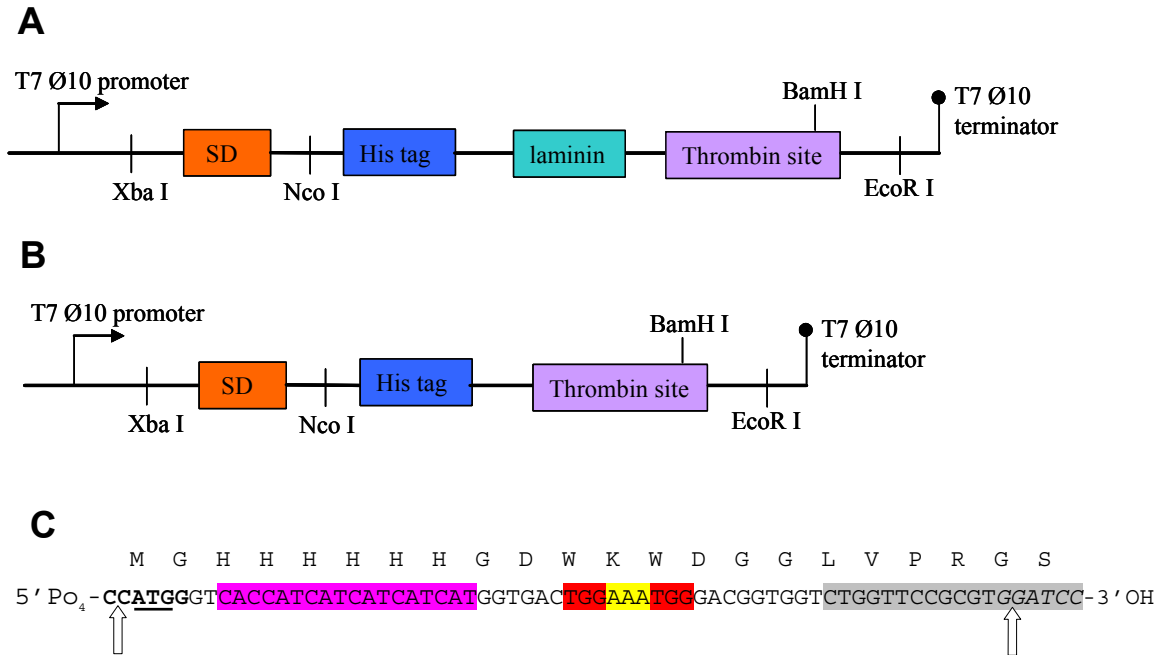 A
T7 Ø10 promoter
BamH I
T7 Ø10
terminator
SD
His tag
laminin
Thrombin site
Xba I
Nco I
EcoR I
B
T7 Ø10 promoter
BamH I
T7 Ø10
terminator
SD
His tag
Thrombin site
Xba I
Nco I
EcoR I
C
M G H H H H H H G D W K W D G G L V P R G S
5’Po4-CCATGGGTCACCATCATCATCATCATGGTGACTGGAAATGGGACGGTGGTCTGGTTCCGCGTGGATCC-3’OH